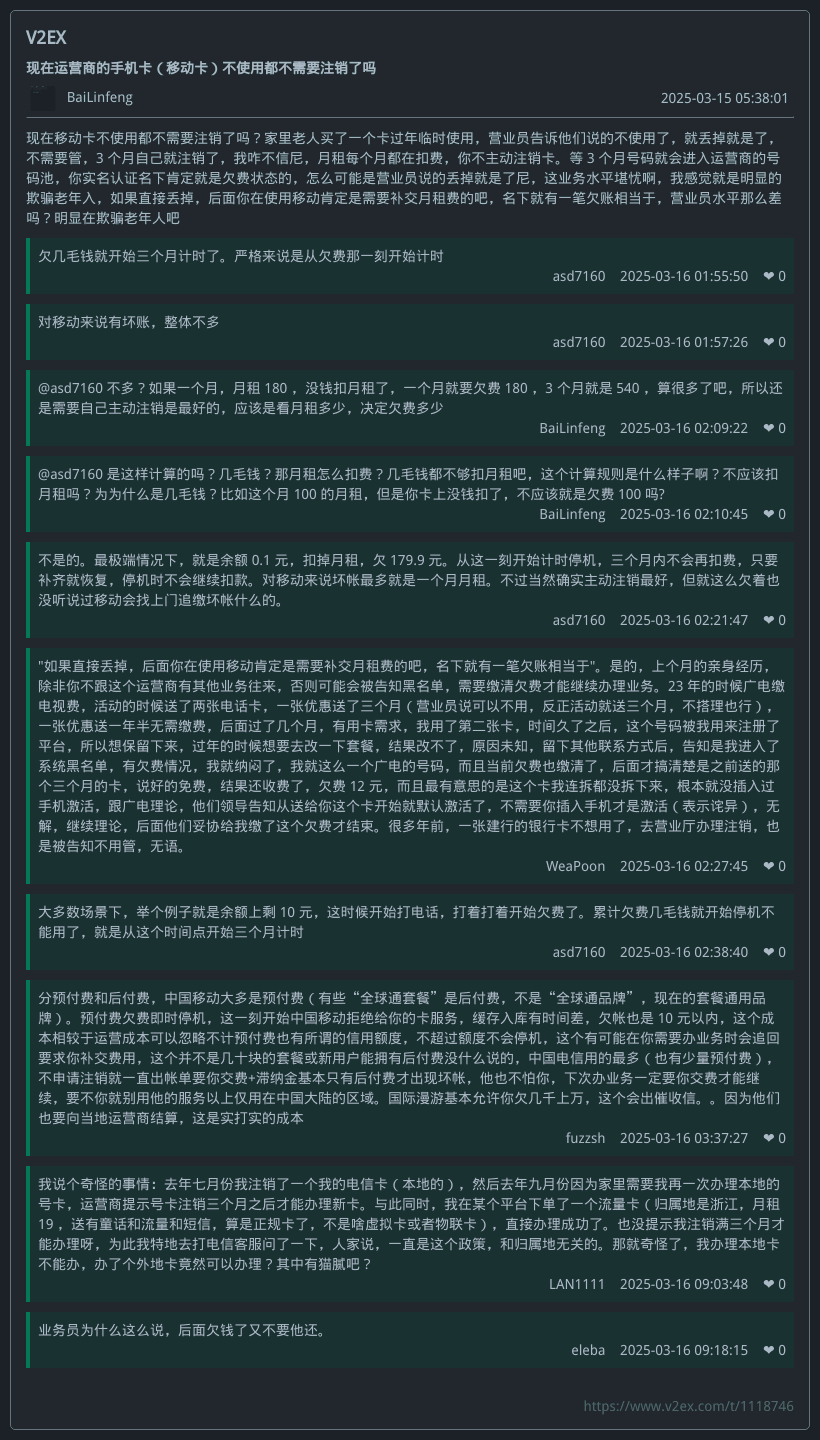 V2EX
现在运营商的手机卡（移动卡）不使用都不需要注销了吗
BaiLinfeng 2025-03-15 05:38:01
现在移动卡不使用都不需要注销了吗？家里老人买了一个卡过年临时使用，营业员告诉他们说的不使用了，就丢掉就是了，
不需要管，3 个月自己就注销了，我咋不信尼，月租每个月都在扣费，你不主动注销卡。等 3 个月号码就会进入运营商的号
码池，你实名认证名下肯定就是欠费状态的，怎么可能是营业员说的丢掉就是了尼，这业务水平堪忧啊，我感觉就是明显的
欺骗老年入，如果直接丢掉，后面你在使用移动肯定是需要补交月租费的吧，名下就有一笔欠账相当于，营业员水平那么差
吗？明显在欺骗老年人吧
欠几毛钱就开始三个月计时了。严格来说是从欠费那一刻开始计时
asd7160 2025-03-16 01:55:50 ❤ 0
对移动来说有坏账，整体不多
asd7160 2025-03-16 01:57:26 ❤ 0
@asd7160 不多？如果一个月，月租 180 ，没钱扣月租了，一个月就要欠费 180 ，3 个月就是 540 ，算很多了吧，所以还
是需要自己主动注销是最好的，应该是看月租多少，决定欠费多少
BaiLinfeng 2025-03-16 02:09:22 ❤ 0
@asd7160 是这样计算的吗？几毛钱？那月租怎么扣费？几毛钱都不够扣月租吧，这个计算规则是什么样子啊？不应该扣
月租吗？为为什么是几毛钱？比如这个月 100 的月租，但是你卡上没钱扣了，不应该就是欠费 100 吗?
BaiLinfeng 2025-03-16 02:10:45 ❤ 0
不是的。最极端情况下，就是余额 0.1 元，扣掉月租，欠 179.9 元。从这一刻开始计时停机，三个月内不会再扣费，只要
补齐就恢复，停机时不会继续扣款。对移动来说坏帐最多就是一个月月租。不过当然确实主动注销最好，但就这么欠着也
没听说过移动会找上门追缴坏帐什么的。
asd7160 2025-03-16 02:21:47 ❤ 0
"如果直接丢掉，后面你在使用移动肯定是需要补交月租费的吧，名下就有一笔欠账相当于"。是的，上个月的亲身经历，
除非你不跟这个运营商有其他业务往来，否则可能会被告知黑名单，需要缴清欠费才能继续办理业务。23 年的时候广电缴
电视费，活动的时候送了两张电话卡，一张优惠送了三个月（营业员说可以不用，反正活动就送三个月，不搭理也行），
一张优惠送一年半无需缴费，后面过了几个月，有用卡需求，我用了第二张卡，时间久了之后，这个号码被我用来注册了
平台，所以想保留下来，过年的时候想要去改一下套餐，结果改不了，原因未知，留下其他联系方式后，告知是我进入了
系统黑名单，有欠费情况，我就纳闷了，我就这么一个广电的号码，而且当前欠费也缴清了，后面才搞清楚是之前送的那
个三个月的卡，说好的免费，结果还收费了，欠费 12 元，而且最有意思的是这个卡我连拆都没拆下来，根本就没插入过
手机激活，跟广电理论，他们领导告知从送给你这个卡开始就默认激活了，不需要你插入手机才是激活（表示诧异），无
解，继续理论，后面他们妥协给我缴了这个欠费才结束。很多年前，一张建行的银行卡不想用了，去营业厅办理注销，也
是被告知不用管，无语。
WeaPoon 2025-03-16 02:27:45 ❤ 0
大多数场景下，举个例子就是余额上剩 10 元，这时候开始打电话，打着打着开始欠费了。累计欠费几毛钱就开始停机不
能用了，就是从这个时间点开始三个月计时
asd7160 2025-03-16 02:38:40 ❤ 0
分预付费和后付费，中国移动大多是预付费（有些“全球通套餐”是后付费，不是“全球通品牌”，现在的套餐通用品
牌）。预付费欠费即时停机，这一刻开始中国移动拒绝给你的卡服务，缓存入库有时间差，欠帐也是 10 元以内，这个成
本相较于运营成本可以忽略不计预付费也有所谓的信用额度，不超过额度不会停机，这个有可能在你需要办业务时会追回
要求你补交费用，这个并不是几十块的套餐或新用户能拥有后付费没什么说的，中国电信用的最多（也有少量预付费），
不申请注销就一直出帐单要你交费+滞纳金基本只有后付费才出现坏帐，他也不怕你，下次办业务一定要你交费才能继
续，要不你就别用他的服务以上仅用在中国大陆的区域。国际漫游基本允许你欠几千上万，这个会出催收信。。因为他们
也要向当地运营商结算，这是实打实的成本
fuzzsh 2025-03-16 03:37:27 ❤ 0
我说个奇怪的事情：去年七月份我注销了一个我的电信卡（本地的），然后去年九月份因为家里需要我再一次办理本地的
号卡，运营商提示号卡注销三个月之后才能办理新卡。与此同时，我在某个平台下单了一个流量卡（归属地是浙江，月租
19 ，送有童话和流量和短信，算是正规卡了，不是啥虚拟卡或者物联卡），直接办理成功了。也没提示我注销满三个月才
能办理呀，为此我特地去打电信客服问了一下，人家说，一直是这个政策，和归属地无关的。那就奇怪了，我办理本地卡
不能办，办了个外地卡竟然可以办理？其中有猫腻吧？
LAN1111 2025-03-16 09:03:48 ❤ 0
业务员为什么这么说，后面欠钱了又不要他还。
eleba 2025-03-16 09:18:15 ❤ 0
https://www.v2ex.com/t/1118746